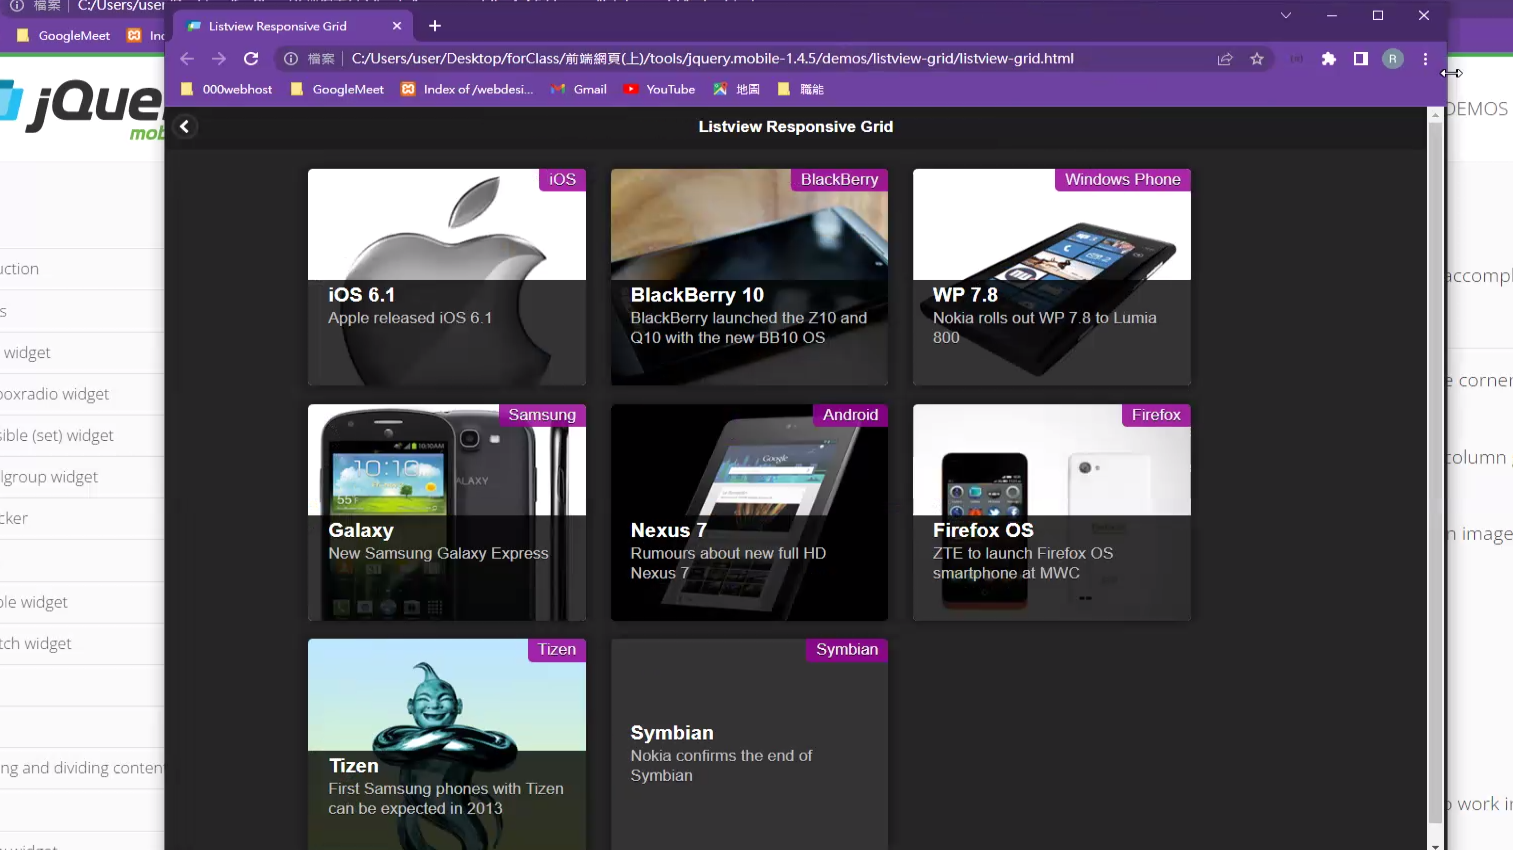 檔案
C:/Users/user
GoogleMeet
Listview Responsive Grid
檔案
C:/Users/user/Desktop/forClass/前端網頁(上)/tools/jquery.mobile-1.4.5/demos/listview-grid/listview-grid.html
R
000webhost
GoogleMeet
Index of /webdesi...
Gmail
YouTube
地圖
職能
jQue
mob
DEMOS
Listview Responsive Grid
iOS
iOS 6.1
Apple released iOS 6.1
BlackBerry
BlackBerry 10
BlackBerry launched the Z10 and
Q10 with the new BB10 OS
Windows Phone
WP 7.8
Nokia rolls out WP 7.8 to Lumia
800
Samsung
10:10
55°
GALAXY
Galaxy
New Samsung Galaxy Express
Android
Google
Nexus 7
Rumours about new full HD
Nexus 7
Firefox
Firefox OS
ZTE to launch Firefox OS
smartphone at MWC
Tizen
Tizen
First Samsung phones with Tizen
can be expected in 2013
Symbian
Symbian
Nokia confirms the end of
Symbian
uction
s
widget
oxradio widget
sible (set) widget
lgroup widget
cker
ble widget
tch widget
ng and dividing conten
widget
accompl
e corner
column
n image
o work in